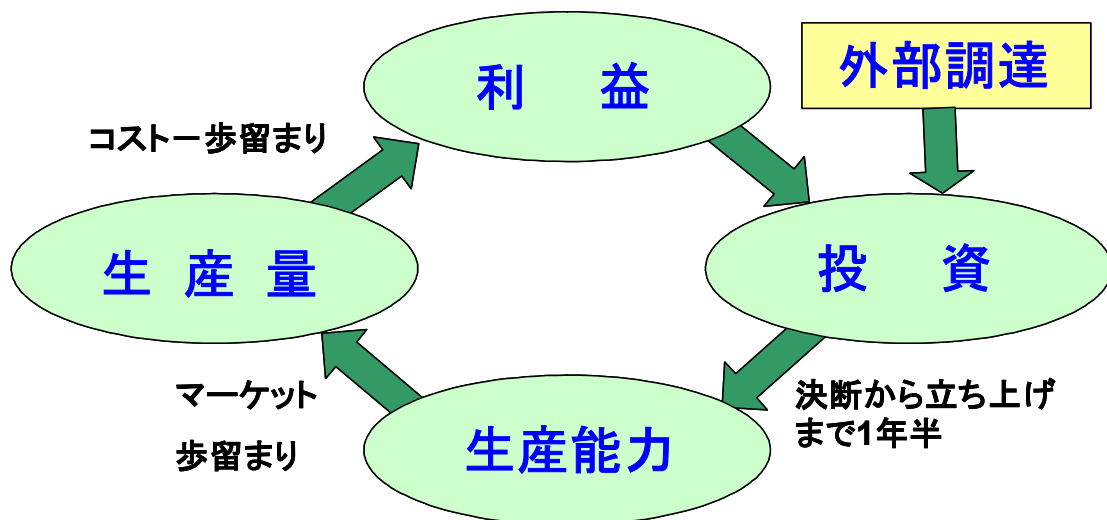 利　益
外部調達
コストー歩留まり
生 産 量
投　資
マーケット
歩留まり
決断から立ち上げ
まで1年半
生産能力